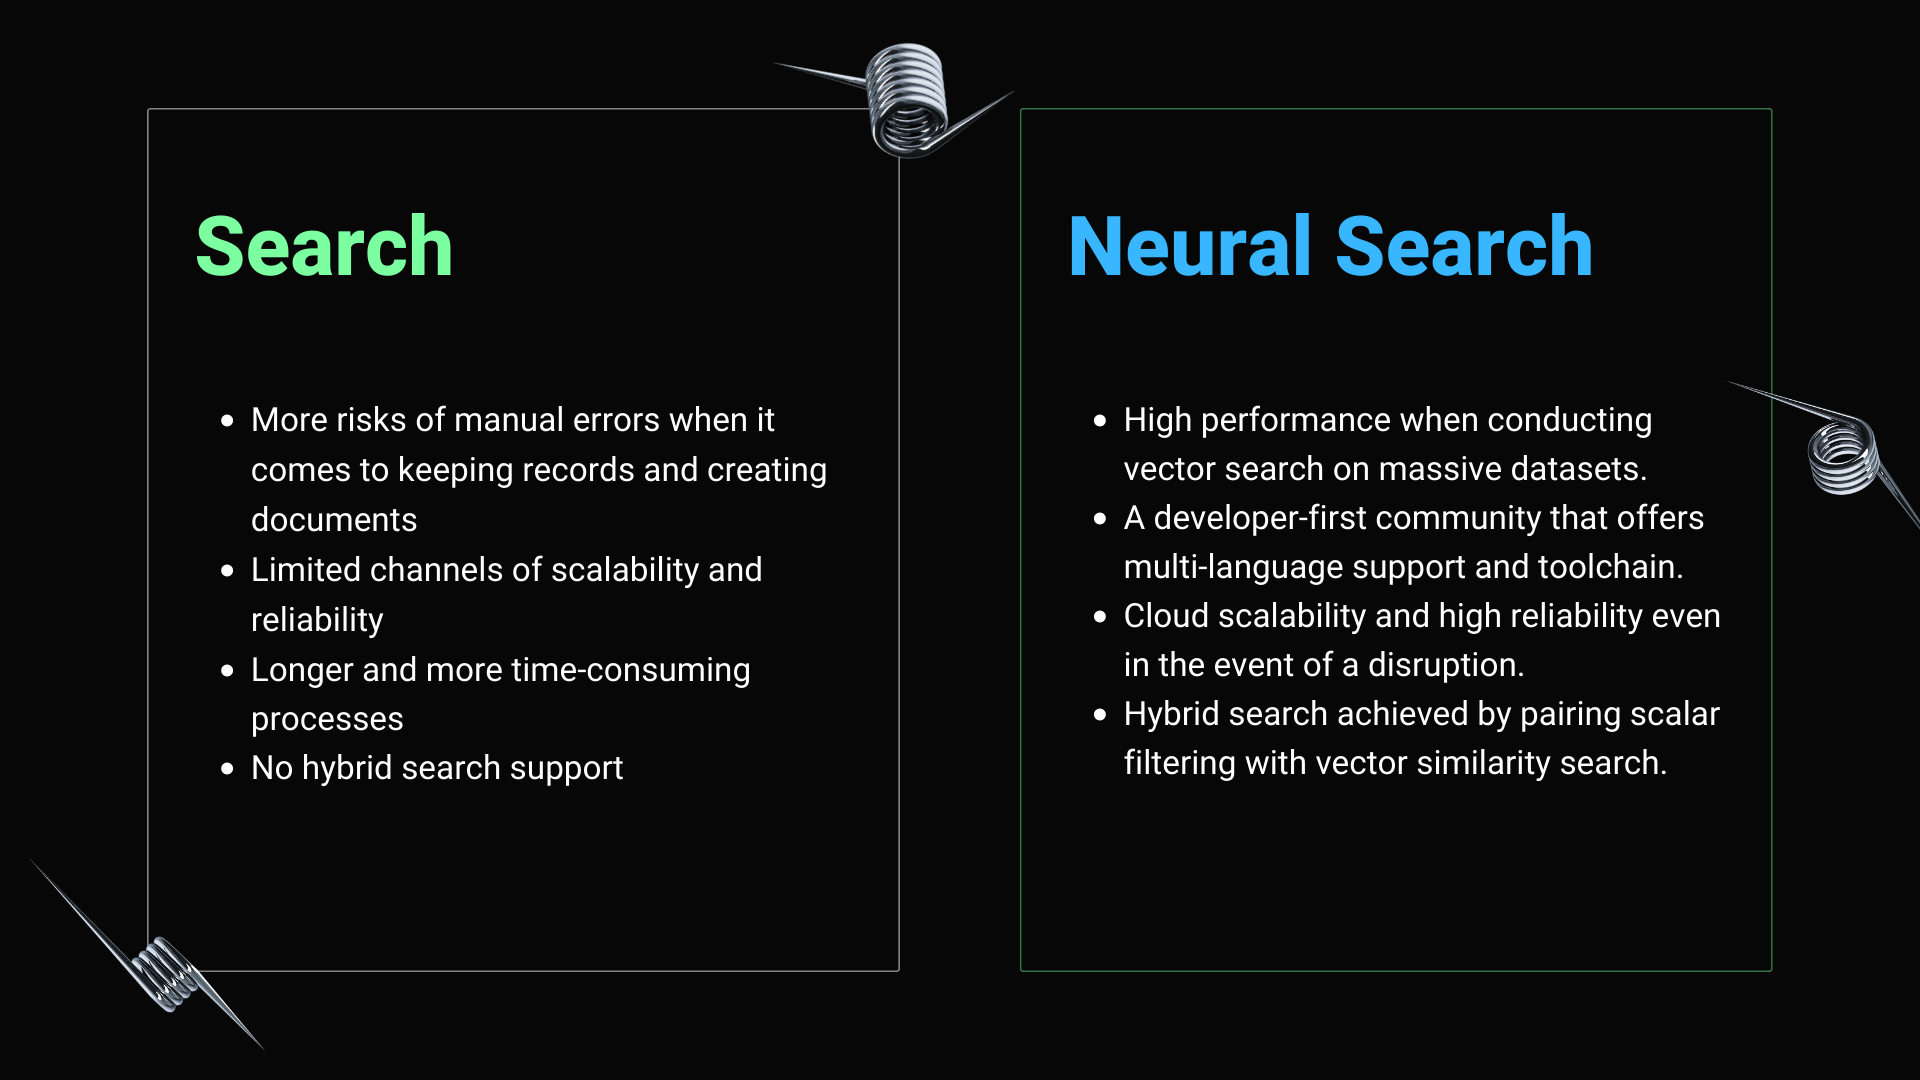 Search
• More risks of manual errors when it
comes to keeping records and creating
documents
• Limited channels of scalability and
reliability
• Longer and more time-consuming
processes
• No hybrid search support
Neural Search
• High performance when conducting
vector search on massive datasets.
• A developer-first community that offers
multi-language support and toolchain.
• Cloud scalability and high reliability even
in the event of a disruption.
• Hybrid search achieved by pairing scalar
filtering with vector similarity search.